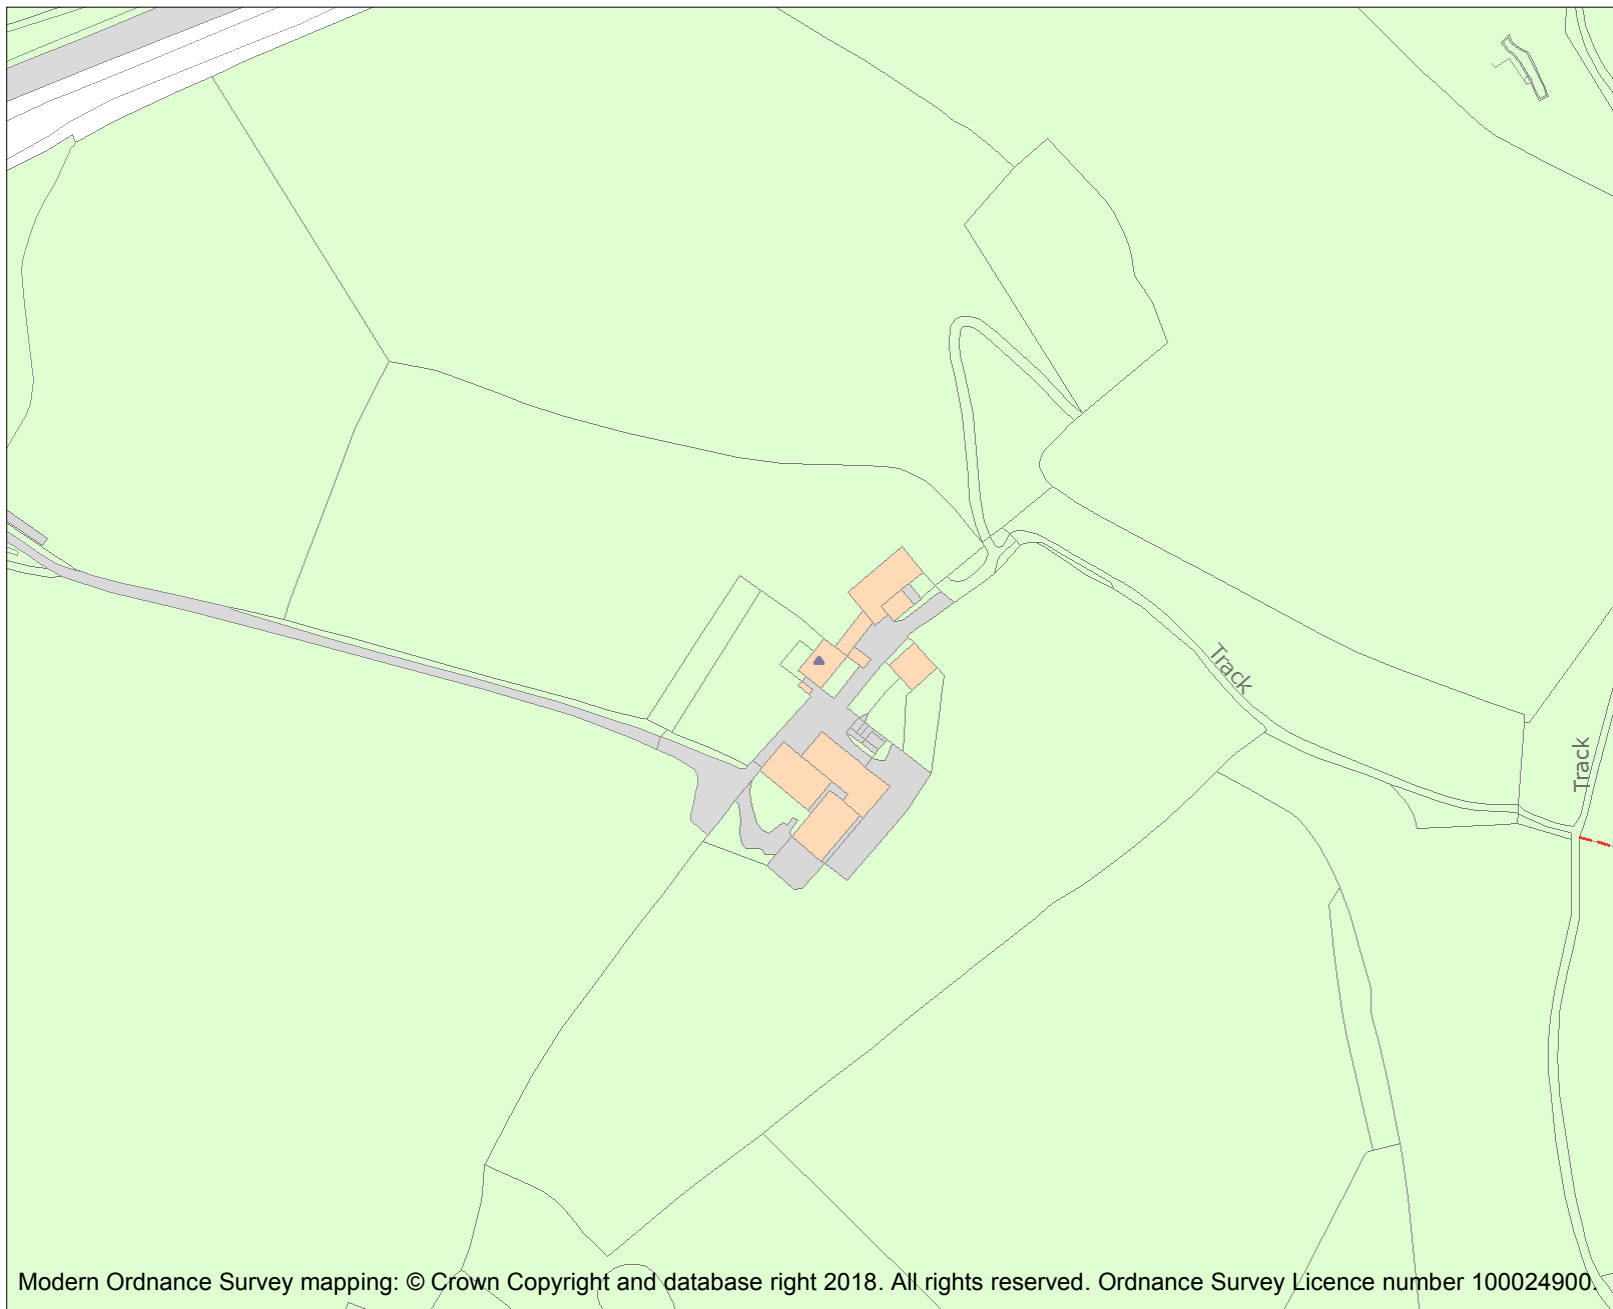 Track
Track
Modern Ordnance Survey mapping: © Crown Copyright and database right 2018. All rights reserved. Ordnance Survey Licence number 100024900.